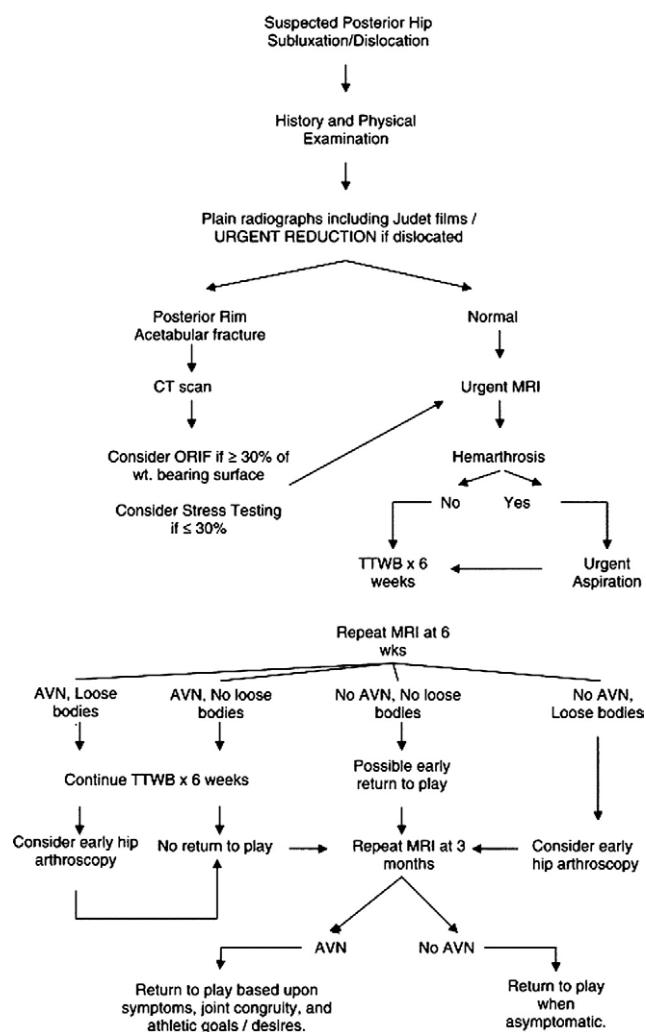 Suspected Posterior Hip
Subluxation/Dislocation
History and Physical
Examination
Plain radiographs including Judet films /
URGENT REDUCTION if dislocated
Posterior Rim
Acetabular fracture
Normal
CT scan
Urgent MRI
Consider ORIF if ≥ 30% of
wt. bearing surface
Hemarthrosis
Consider Stress Testing
if ≤ 30%
No
Yes
TTWB x 6
weeks
Urgent
Aspiration
Repeat MRI at 6
wks
AVN, Loose
bodies
AVN, No loose
bodies
No AVN, No loose
bodies
No AVN,
Loose bodies
Continue TTWB x 6 weeks
Possible early
return to play
Consider early hip
arthroscopy
No return to play
Repeat MRI at 3
months
Consider early
hip arthroscopy
AVN
No AVN
Return to play based upon
symptoms, joint congruity, and
athletic goals / desires.
Return to play
when
asymptomatic.